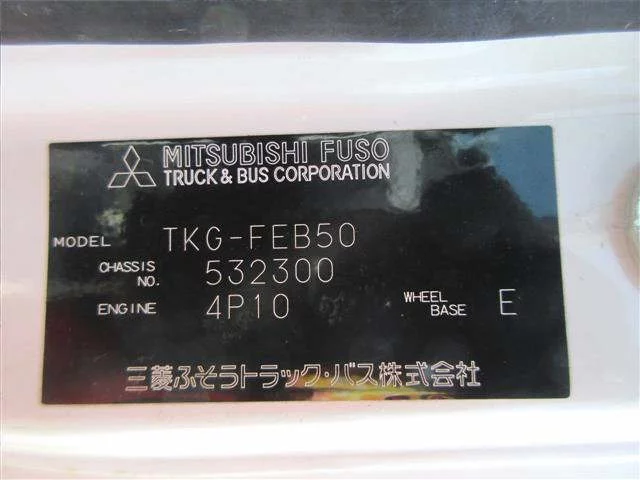 MITSUBISHI FUSO
TRUCK & BUS CORPORATION
MODEL TKG-FEB50
CHASSIS NO. 532300
ENGINE 4P10 WHEEL BASE E
三菱ふそうトラック・バス株式会社